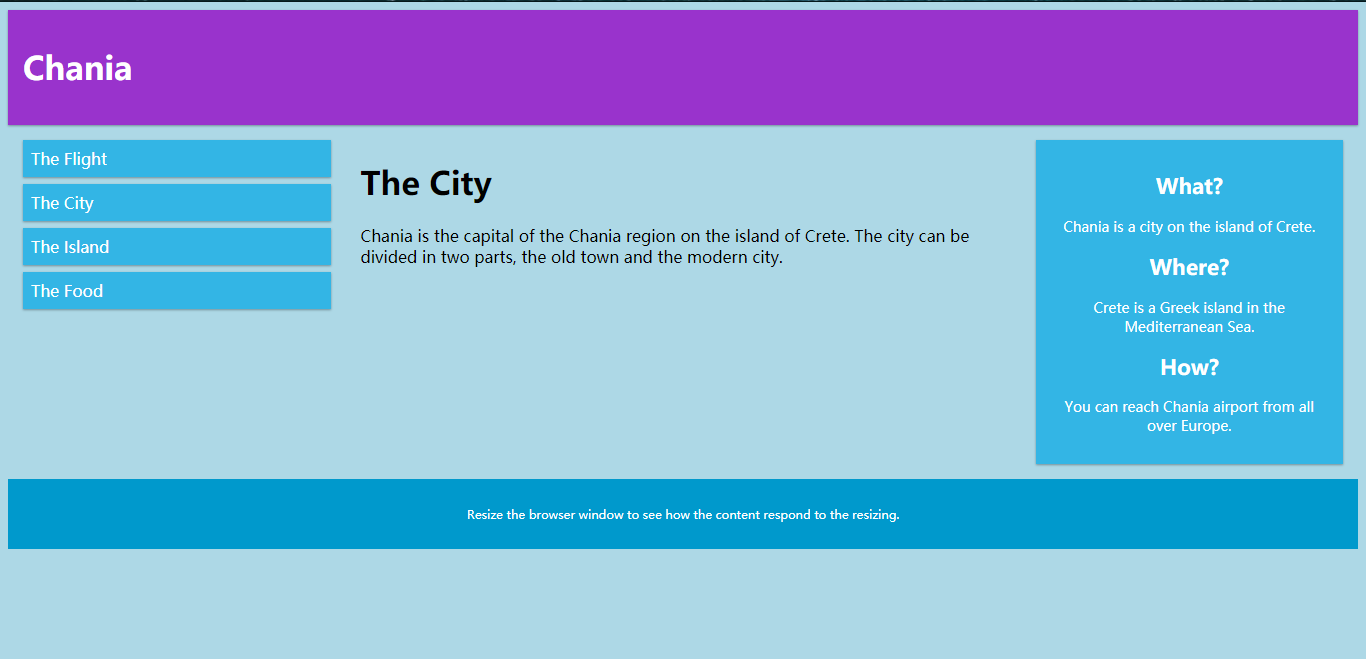 Chania
The Flight
The City
The Island
The Food
The City
Chania is the capital of the Chania region on the island of Crete. The city can be
divided in two parts, the old town and the modern city.
What?
Chania is a city on the island of Crete.
Where?
Crete is a Greek island in the
Mediterranean Sea.
How?
You can reach Chania airport from all
over Europe.
Resize the browser window to see how the content respond to the resizing.